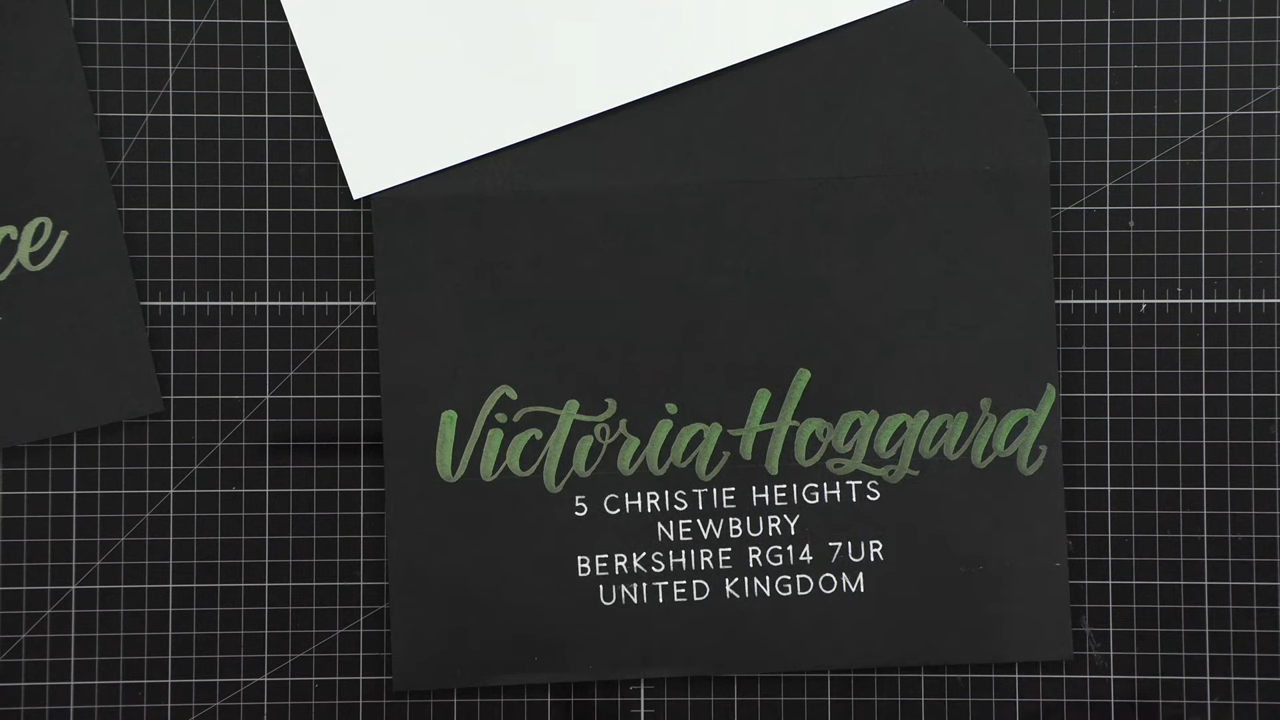 Victoria Hoggard
5 CHRISTIE HEIGHTS
NEWBURY
BERKSHIRE RG14 7UR
UNITED KINGDOM